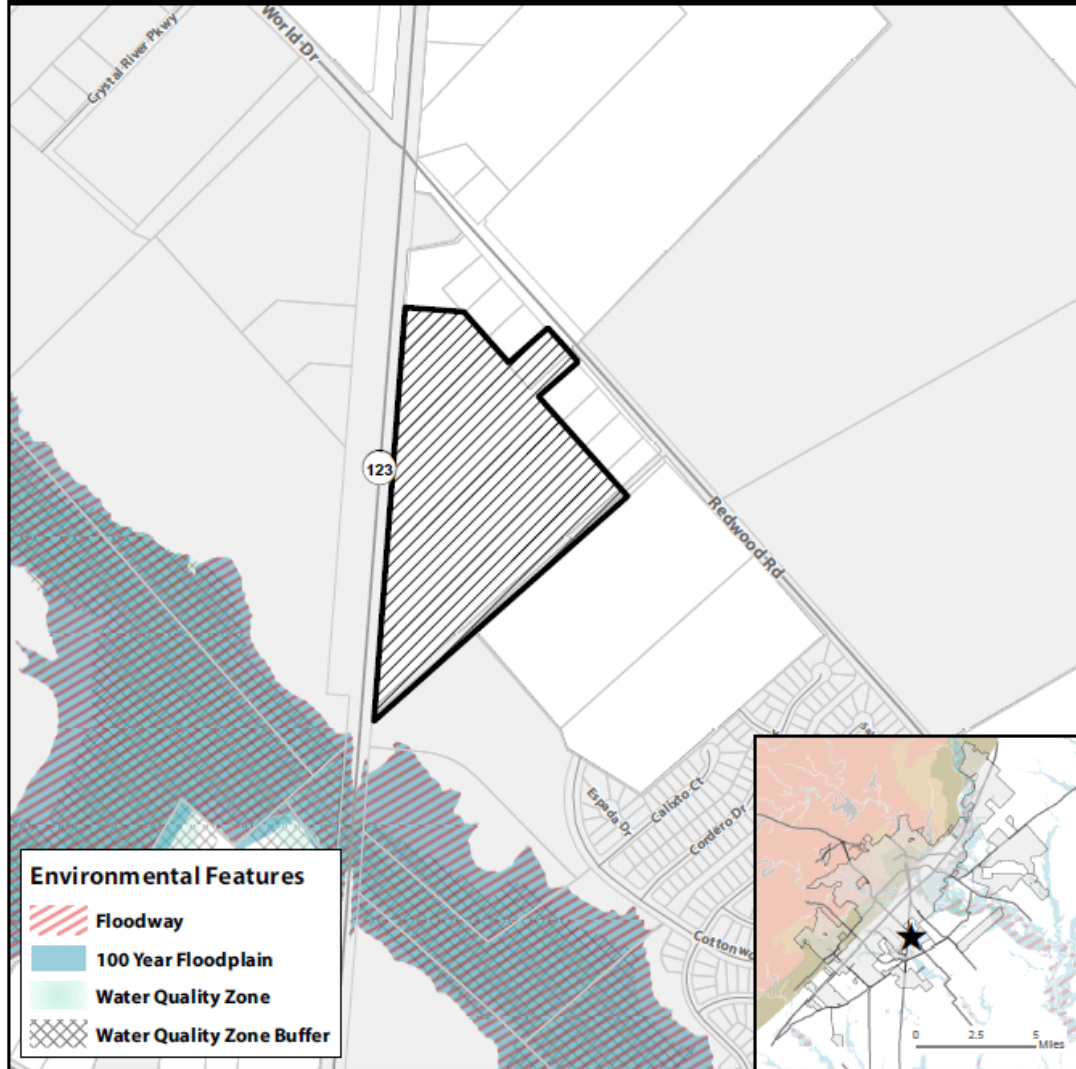 World Dr
Crystal River Pkwy
123
Redwood Rd
Espada Dr
Calixto Ct
Cordero Dr
Environmental Features
Floodway
100 Year Floodplain
Water Quality Zone
Water Quality Zone Buffer
0 2.5 5
Miles